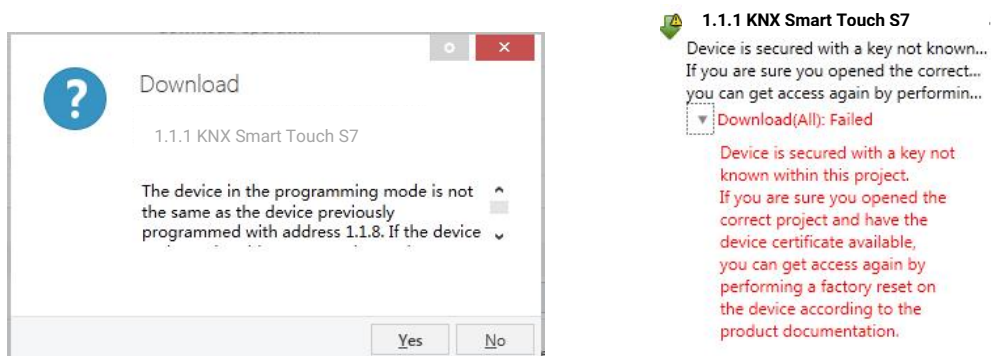 Download
1.1.1 KNX Smart Touch S7
The device in the programming mode is not
the same as the device previously
programmed with address 1.1.8. If the device
Yes
No
1.1.1 KNX Smart Touch S7
Device is secured with a key not known...
If you are sure you opened the correct...
you can get access again by performin...
Download(All): Failed
Device is secured with a key not
known within this project.
If you are sure you opened the
correct project and have the
device certificate available,
you can get access again by
performing a factory reset on
the device according to the
product documentation.